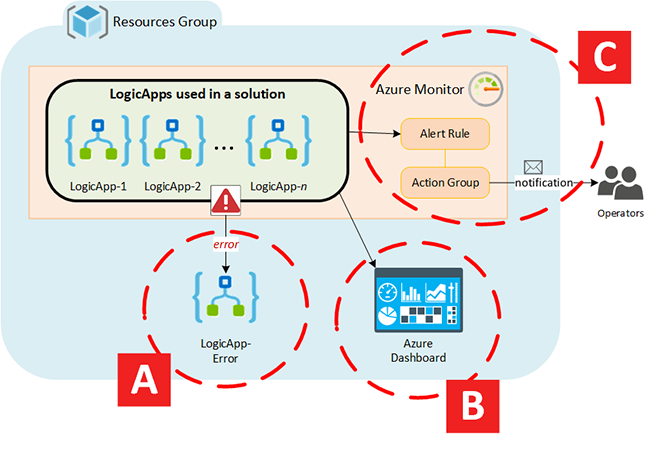 Resources Group
LogicApps used in a solution
LogicApp-1
LogicApp-2
...
LogicApp-n
Azure Monitor
Alert Rule
Action Group
notification
Operators
C
error
LogicApp-
Error
A
Azure
Dashboard
B